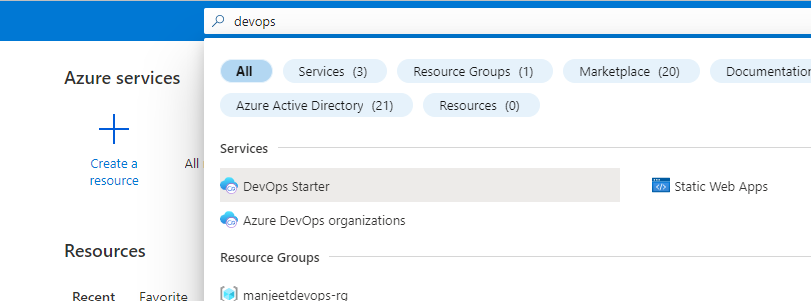 devops
Azure services
All Services (3) Resource Groups (1) Marketplace (20) Documentatio
Azure Active Directory (21) Resources (0)
Create a
resource
All
Services
DevOps Starter Static Web Apps
Azure DevOps organizations
Resources
Resource Groups
Recent Favorite
manjeetdevops-rg